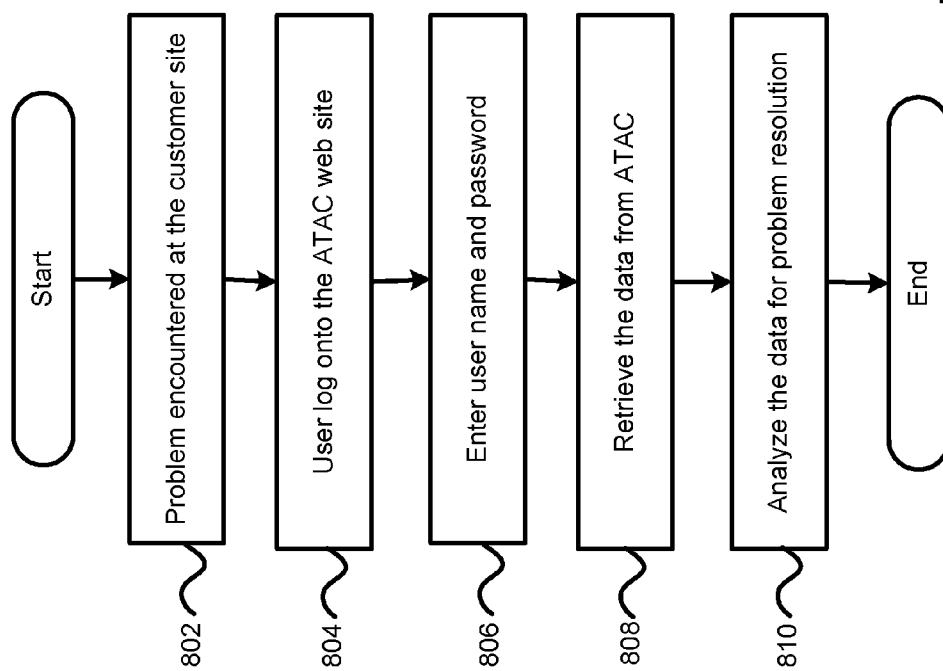 Start
Problem encountered at the customer site
802
User log onto the ATAC web site
804
Enter user name and password
806
Retrieve the data from ATAC
808
Analyze the data for problem resolution
810
End